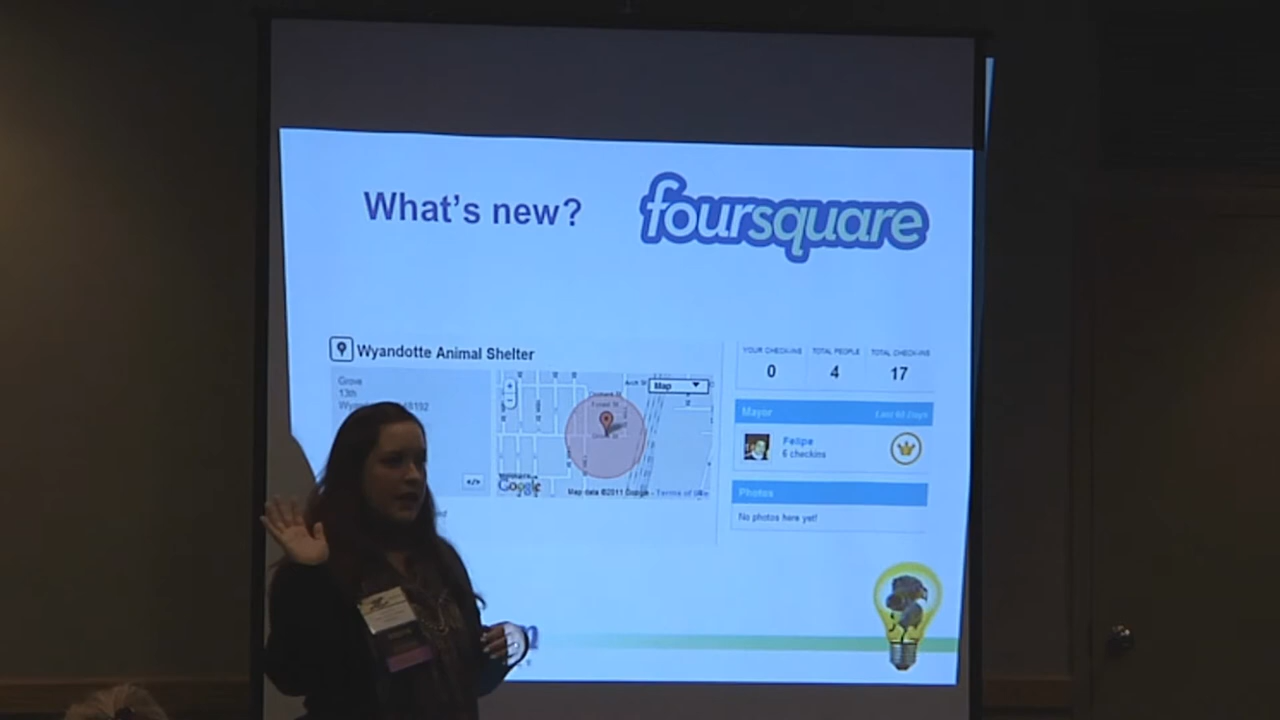 What's new?
foursquare
Wyandotte Animal Shelter
Grove
13th
Map
YOUR CHECK-INS
TOTAL PEOPLE
TOTAL CHECK-INS
0
4
17
Mayor
Last 60 Days
Felipe
6 checkins
Photos
No photos here yet!
</>
Google
Map data ©2011 Google - Terms of Use